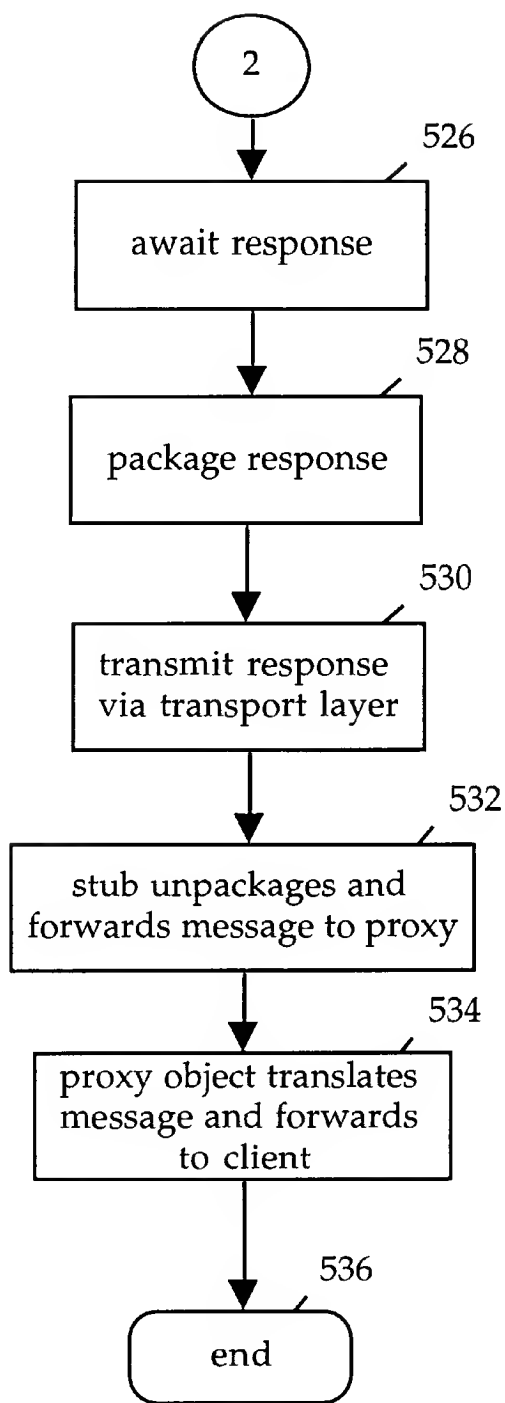 2
526
await response
528
package response
530
transmit response
via transport layer
532
stub unpackages and
forwards message to proxy
534
proxy object translates
message and forwards
to client
536
end